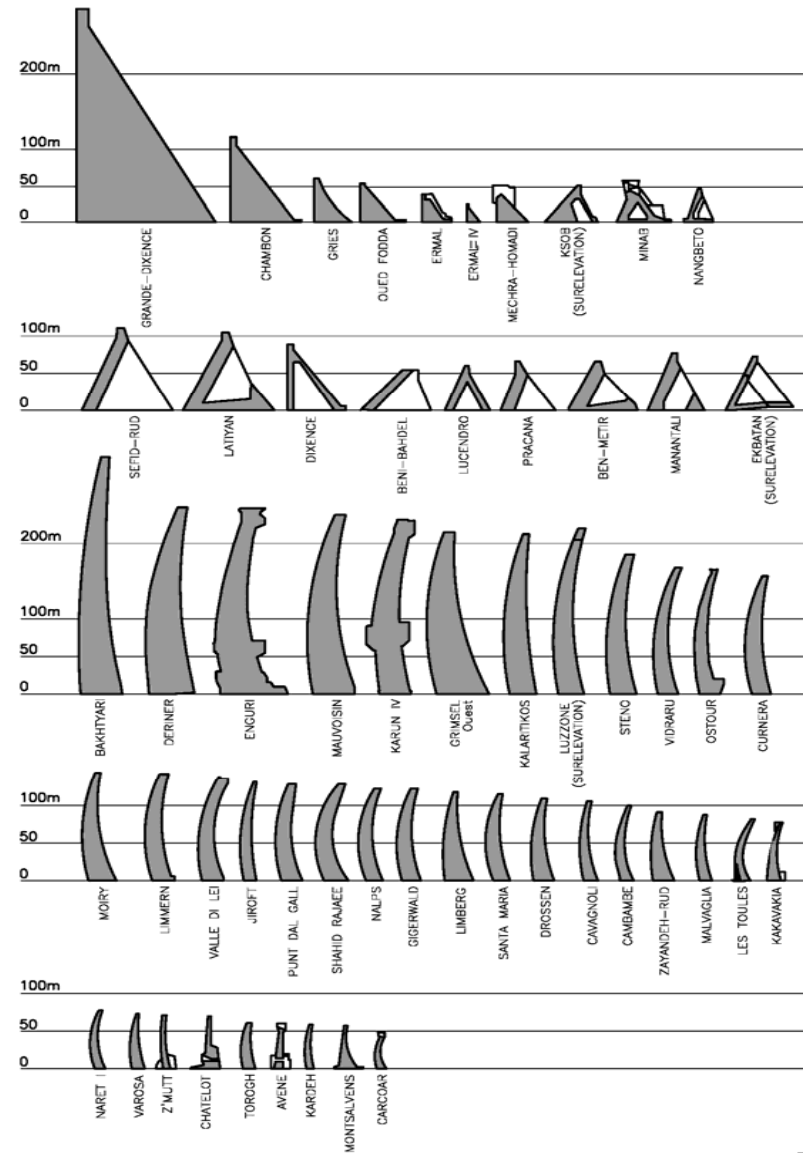 200m
100m
50
0
GRANDE-DIXENCE
CHAMBON
GRIES
OUED FODDA
ERMAL
ERMAL= IV
MECHRA-HOMADI
KSOB
(SURELEVATION)
MINAB
NANGBETO
100m
50
0
SEFID-RUD
LATIYAN
DIXENCE
BENI-BAHDEL
LUCENDRO
PRACANA
BEN-METIR
MANANTALI
EKBATAN
(SURELEVATION)
200m
100m
50
0
BAKHTYARI
DERINER
ENGURI
MAUVOISIN
KARUN IV
GRIMSEL
Ouest
KALARITIKOS
LUZZONE
(SURELEVATION)
STENO
VIDRARU
OSTOUR
CURNERA
100m
50
0
MOIRY
LIMMERN
VALLE DI LEI
JIROFT
PUNT DAL GALL
SHAHID RAJAEE
NALPS
GIGERWALD
LIMBERG
SANTA MARIA
DROSSEN
CAVAGNOLI
CAMBAMBE
ZAYANDEH-RUD
MALVAGLIA
LES TOULES
KAKAVAKIA
100m
50
0
NARET I
VAROSA
Z'MUTT
CHATELOT
TOROGH
AVENE
KARDEH
MONTSALVENS
CARCOAR